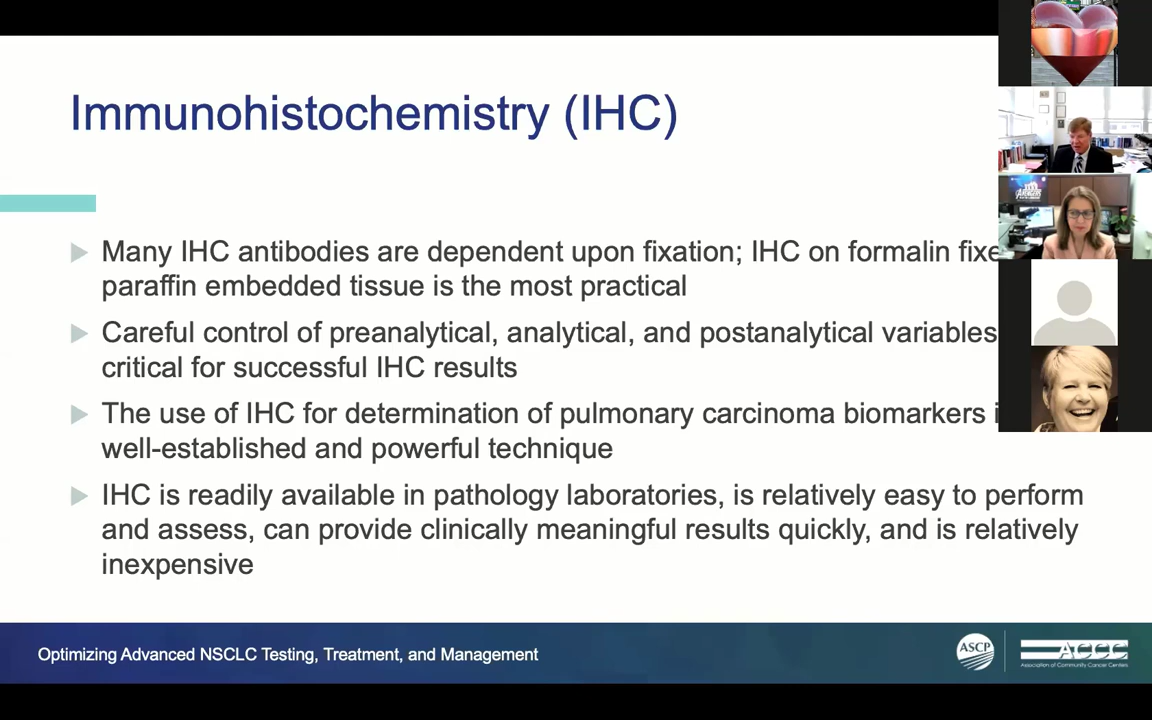 Immunohistochemistry (IHC)
Many IHC antibodies are dependent upon fixation; IHC on formalin fixe
paraffin embedded tissue is the most practical
Careful control of preanalytical, analytical, and postanalytical variables
critical for successful IHC results
The use of IHC for determination of pulmonary carcinoma biomarkers i
well-established and powerful technique
IHC is readily available in pathology laboratories, is relatively easy to perform
and assess, can provide clinically meaningful results quickly, and is relatively
inexpensive
Optimizing Advanced NSCLC Testing, Treatment, and Management
ASCP
ACCC
Association of Community Cancer Centers
AVENGERS